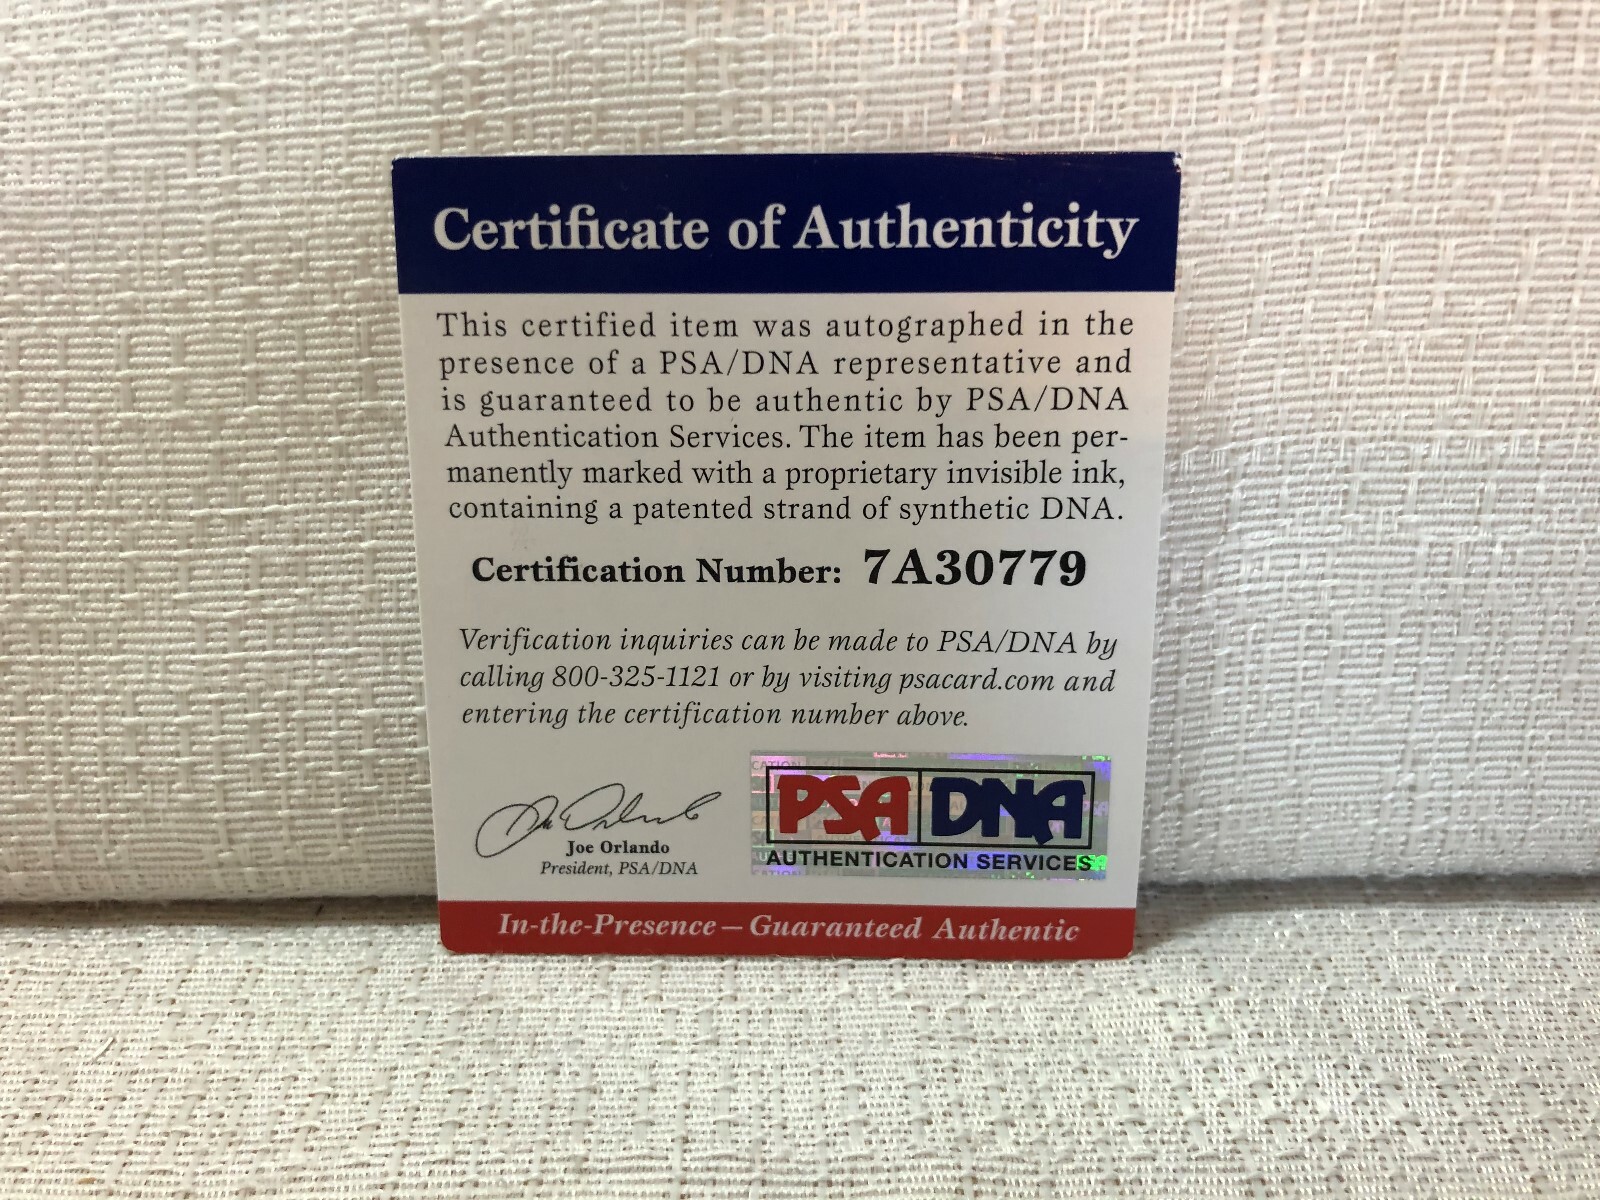 Certificate of Authenticity
This certified item was autographed in the
presence of a PSA/DNA representative and
is guaranteed to be authentic by PSA/DNA
Authentication Services. The item has been per-
manently marked with a proprietary invisible ink,
containing a patented strand of synthetic DNA.
Certification Number: 7A30779
Verification inquiries can be made to PSA/DNA by
calling 800-325-1121 or by visiting psacard.com and
entering the certification number above.
Joe Orlando
President, PSA/DNA
PSA DNA
AUTHENTICATION SERVICES
In-the-Presence — Guaranteed Authentic